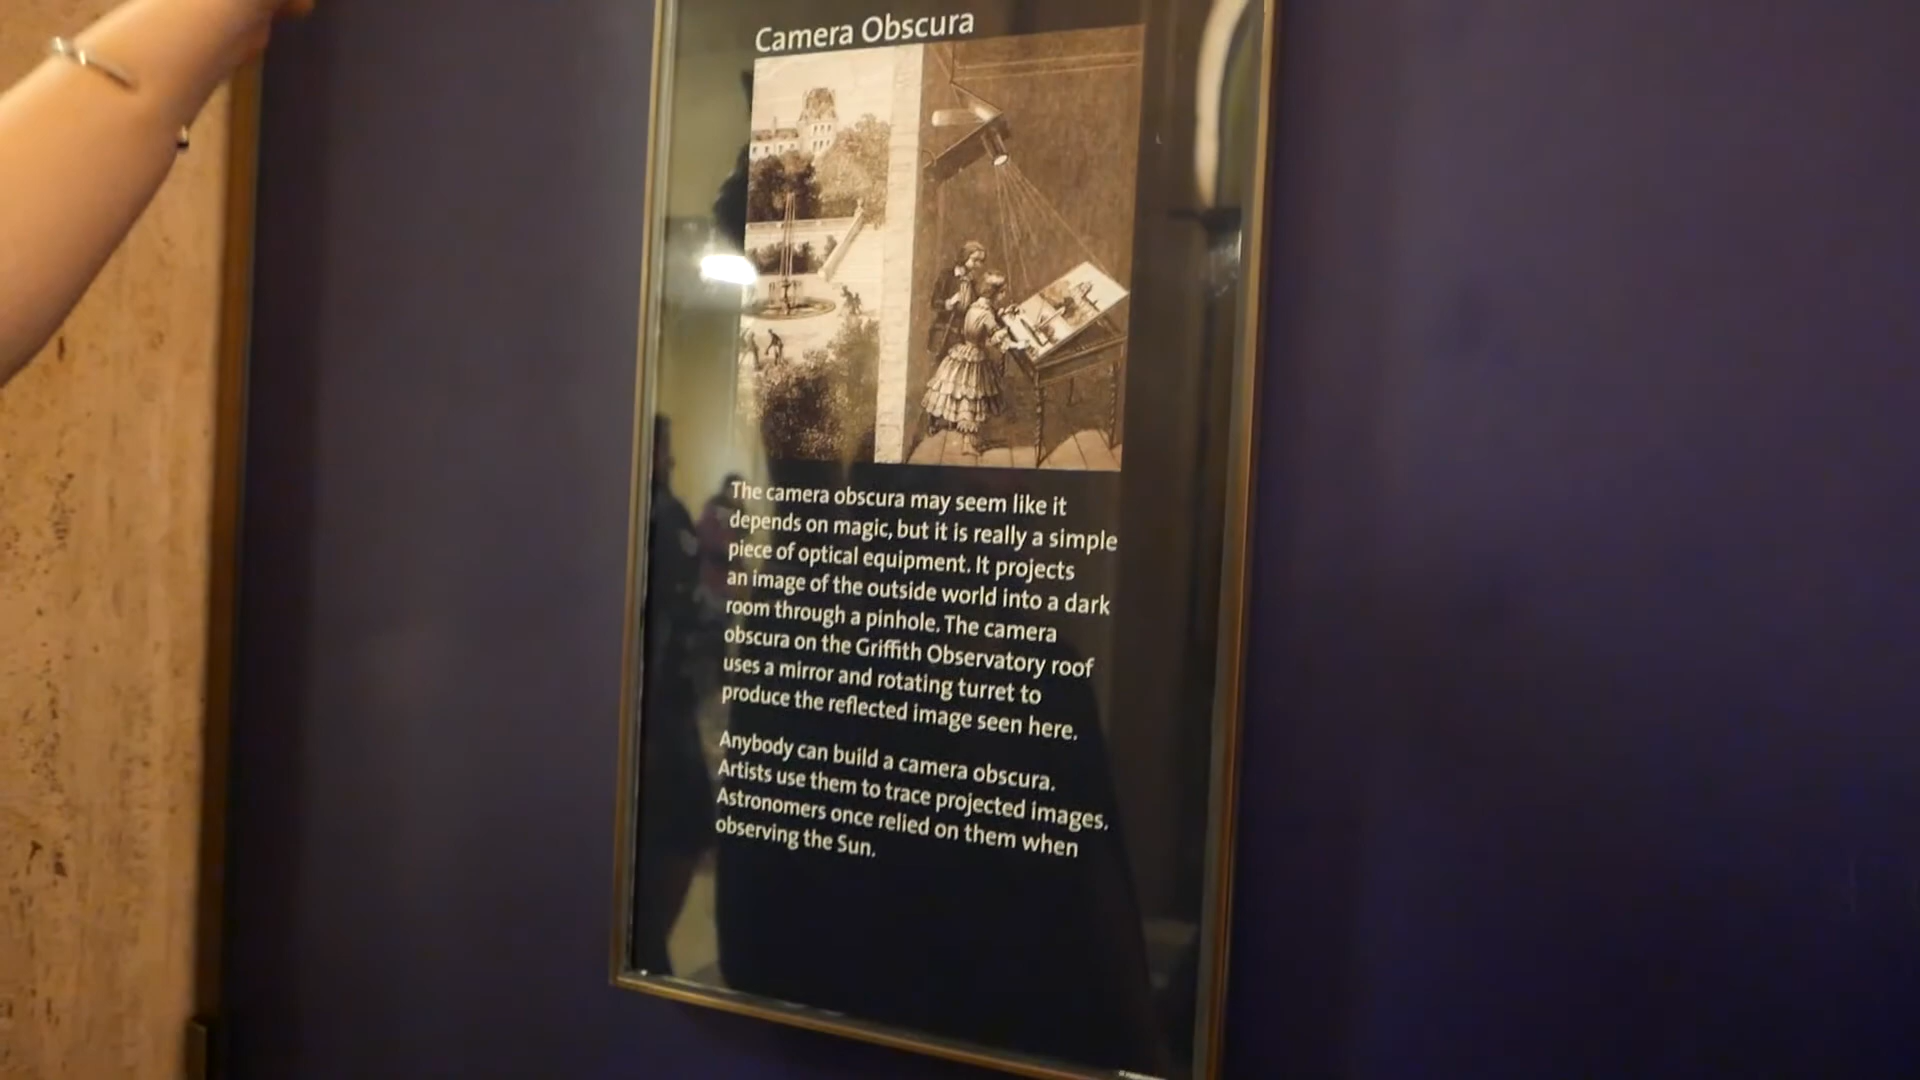 Camera Obscura
The camera obscura may seem like it
depends on magic, but it is really a simple
piece of optical equipment. It projects
an image of the outside world into a dark
room through a pinhole. The camera
obscura on the Griffith Observatory roof
uses a mirror and rotating turret to
produce the reflected image seen here.
Anybody can build a camera obscura.
Artists use them to trace projected images.
Astronomers once relied on them when
observing the Sun.